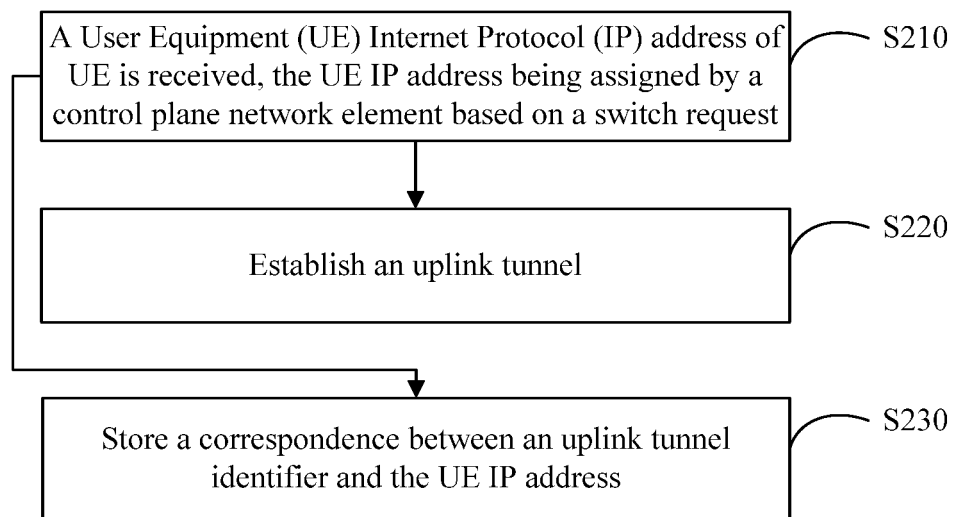 A User Equipment (UE) Internet Protocol (IP) address of
UE is received, the UE IP address being assigned by a
control plane network element based on a switch request
S210
Establish an uplink tunnel
S220
Store a correspondence between an uplink tunnel
identifier and the UE IP address
S230